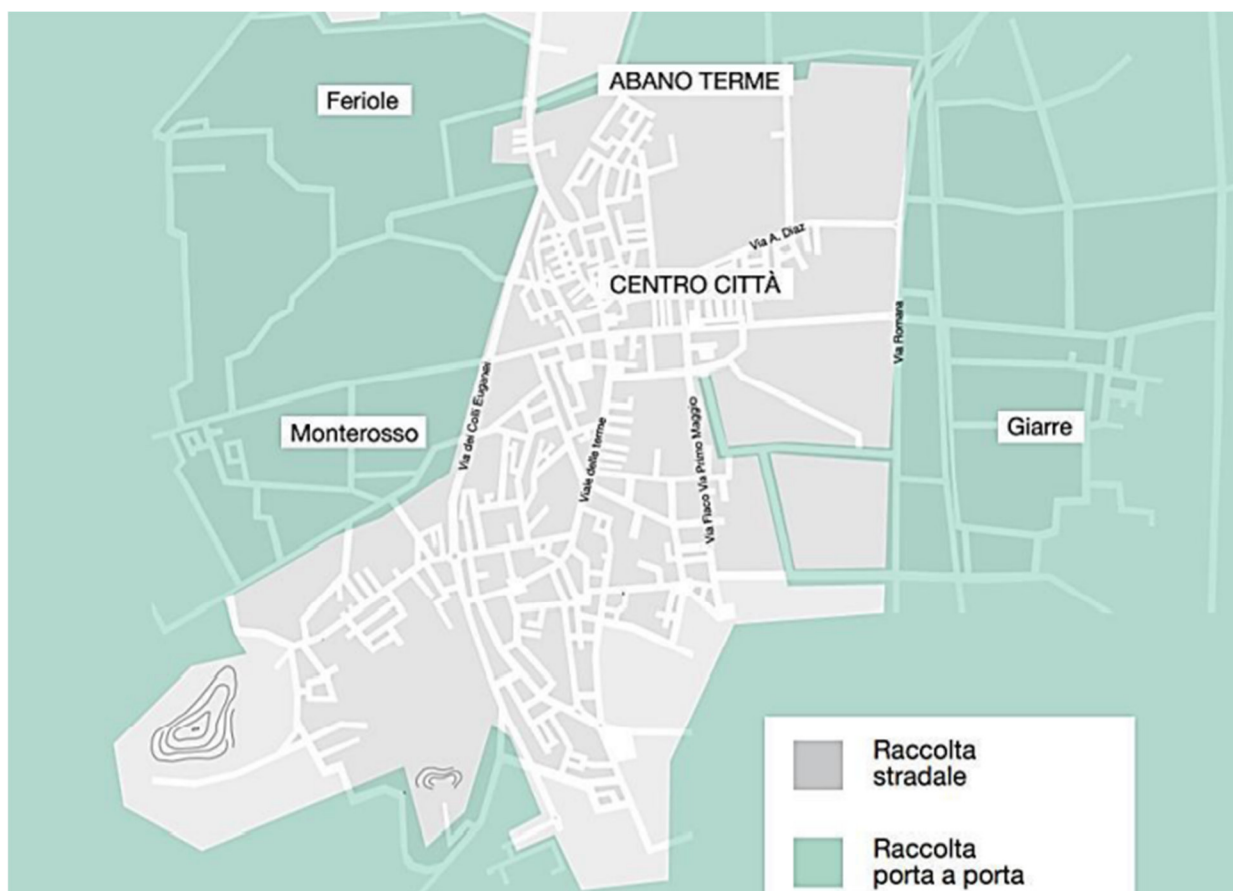 ABANO TERME
Feriole
Via A. Diaz
CENTRO CITTÀ
Via Romana
Via dei Colli Euganei
Monterosso
Viale delle terme
Via Flaco Via Primo Maggio
Giarre
Raccolta
stradale
Raccolta
porta a porta